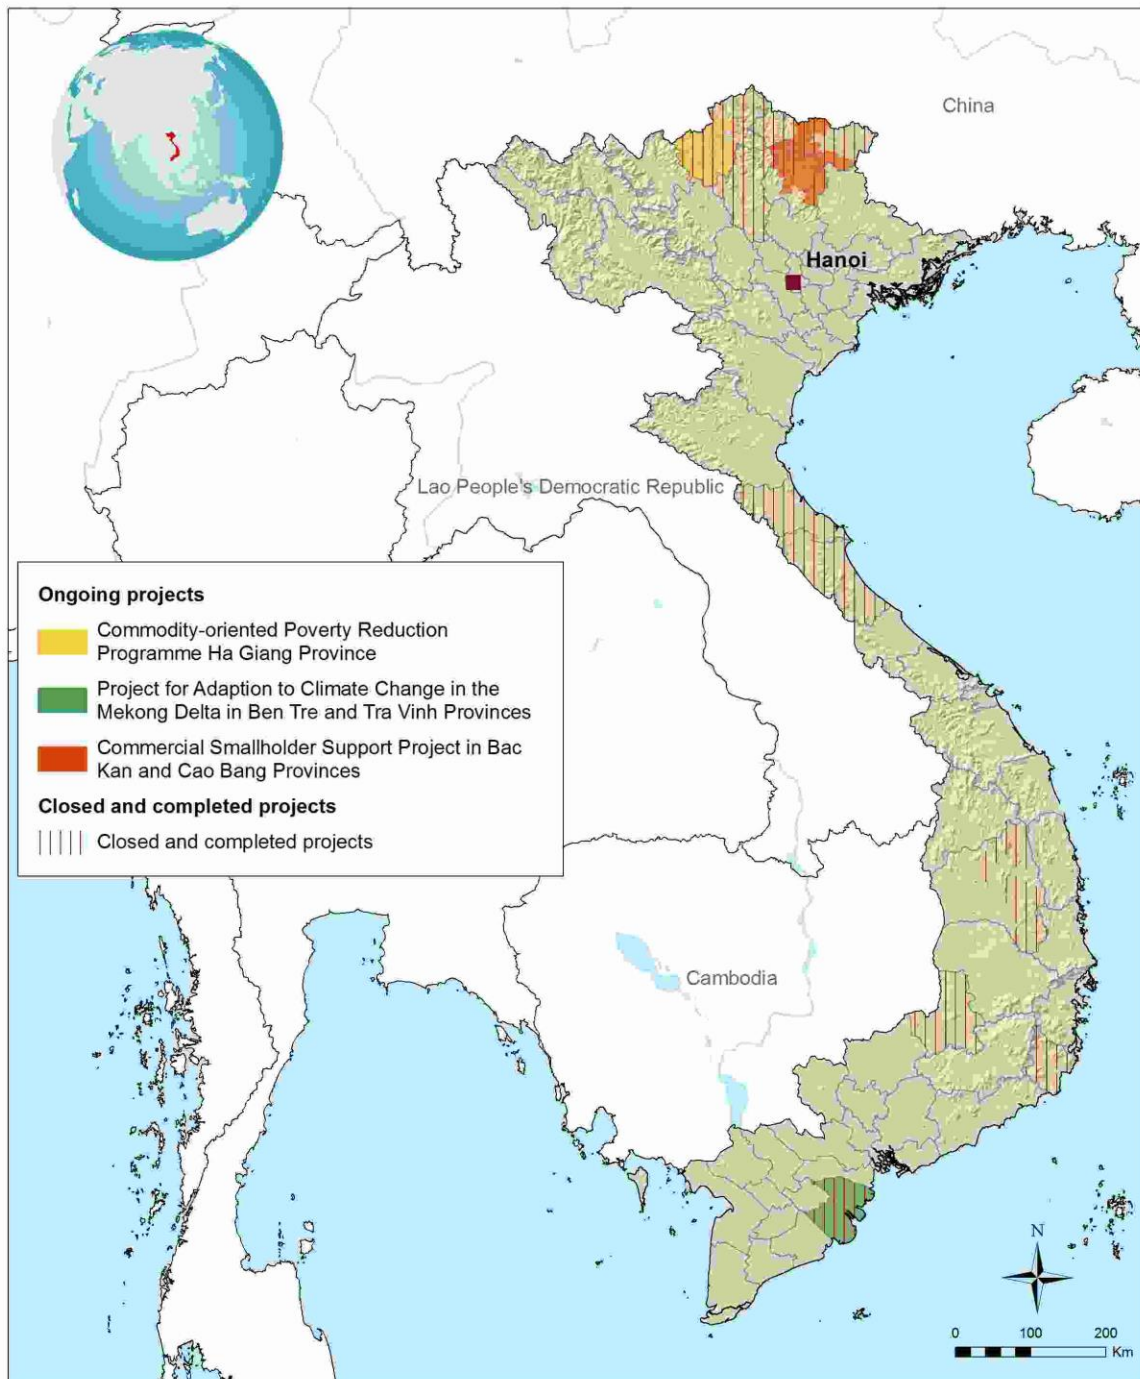 China
Hanoi
Lao People's Democratic Republic
Ongoing projects
Commodity-oriented Poverty Reduction
Programme Ha Giang Province
Project for Adaption to Climate Change in the
Mekong Delta in Ben Tre and Tra Vinh Provinces
Commercial Smallholder Support Project in Bac
Kan and Cao Bang Provinces
Closed and completed projects
Closed and completed projects
Cambodia
N
0 100 200
Km